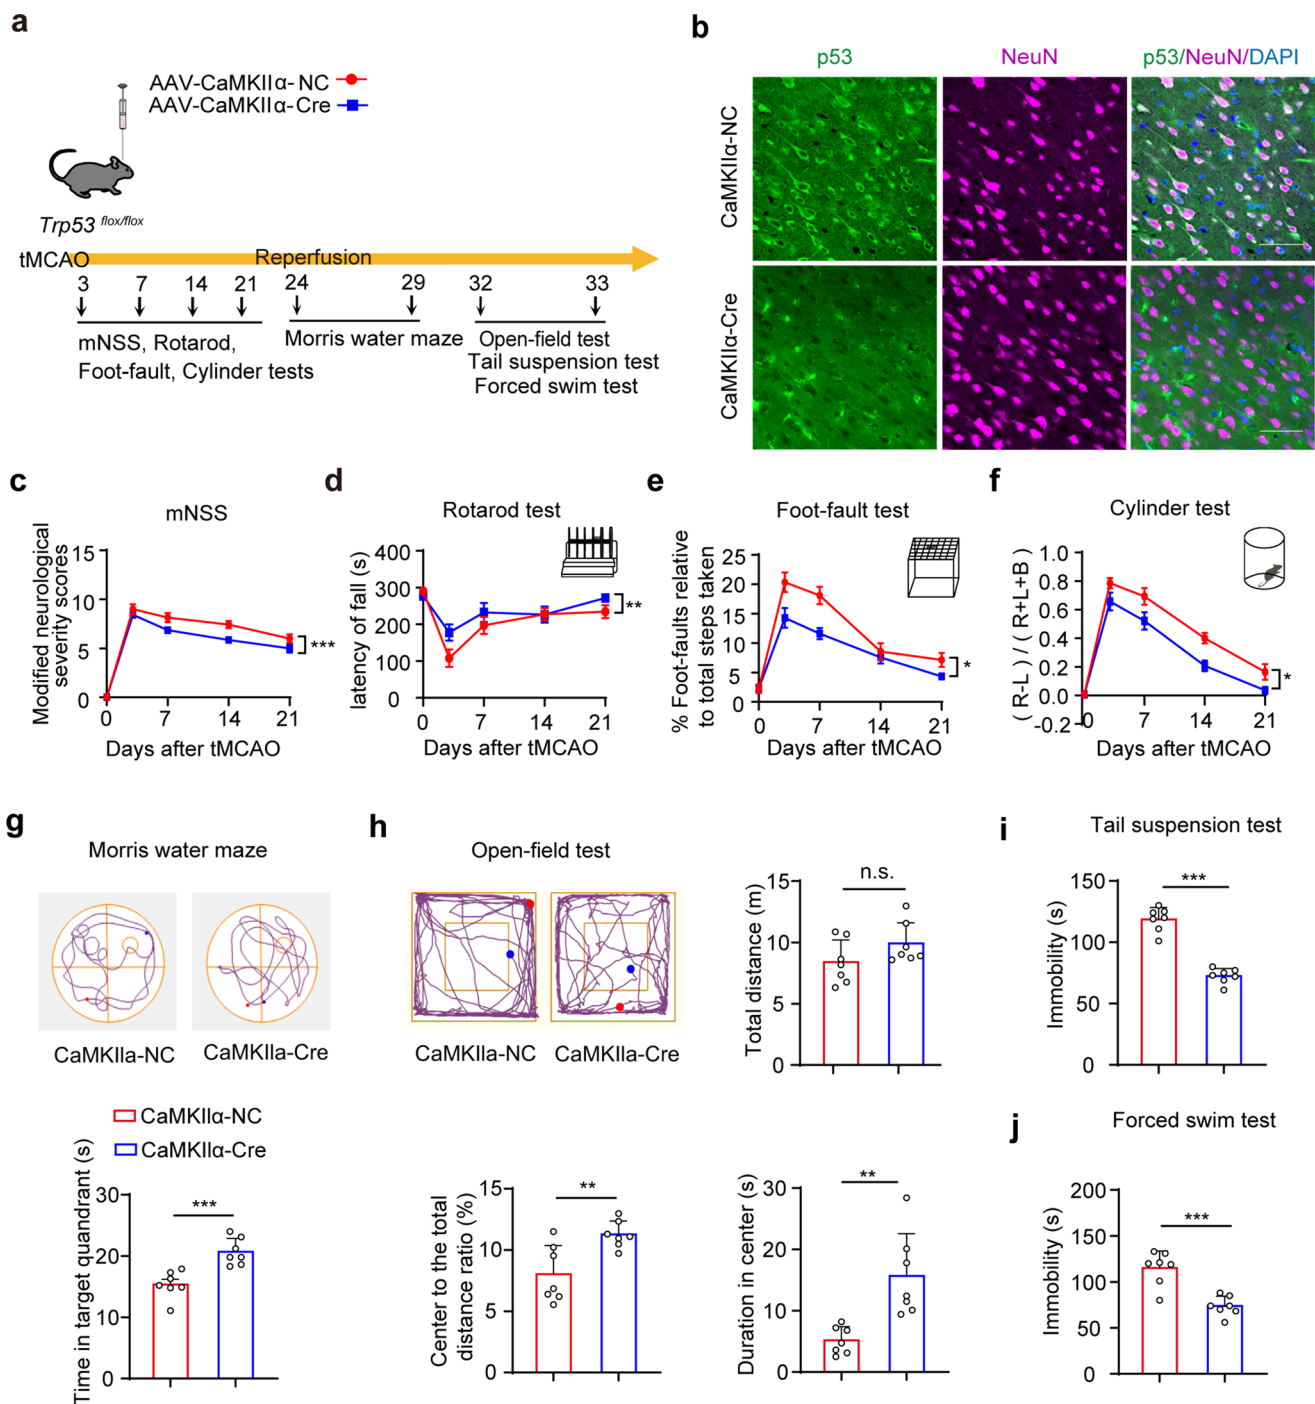 a
AAV-CaMKIIα-NC
AAV-CaMKIIα-Cre
Trp53 flox/flox
tMCAO
Reperfusion
3 7 14 21 24 29 32 33
mNSS, Rotarod,
Foot-fault, Cylinder tests
Morris water maze
Open-field test
Tail suspension test
Forced swim test
b
p53 NeuN p53/NeuN/DAPI
CaMKIIα-NC
CaMKIIα-Cre
c
mNSS
Modified neurological
severity scores
15
10
5
0
***
0 7 14 21
Days after tMCAO
d
Rotarod test
latency of fall (s)
400
300
200
100
0
**
0 7 14 21
Days after tMCAO
e
Foot-fault test
% Foot-faults relative
to total steps taken
25
20
15
10
5
0
*
0 7 14 21
Days after tMCAO
f
Cylinder test
( R-L ) / ( R+L+B )
1.0
0.8
0.6
0.4
0.2
0.0
-0.2
*
0 7 14 21
Days after tMCAO
g
Morris water maze
CaMKIIa-NC CaMKIIa-Cre
CaMKIIα-NC
CaMKIIα-Cre
Time in target quandrant (s)
30
20
10
0
***
h
Open-field test
CaMKIIa-NC CaMKIIa-Cre
Total distance (m)
15
10
5
0
n.s.
Center to the total
distance ratio (%)
15
10
5
0
**
Duration in center (s)
30
20
10
0
**
i
Tail suspension test
Immobility (s)
150
100
50
0
***
j
Forced swim test
Immobility (s)
200
150
100
50
0
***